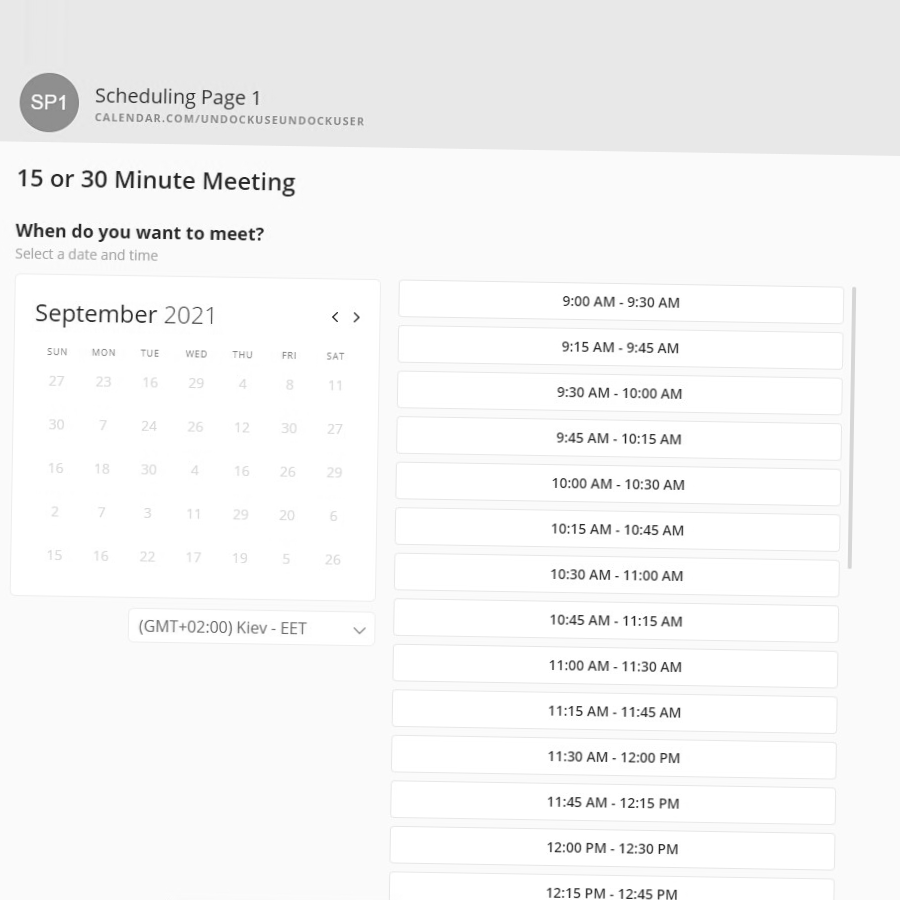 SP1
Scheduling Page 1
CALENDAR.COM/UNDOCKUSEUNDOCKUSER
15 or 30 Minute Meeting
When do you want to meet?
Select a date and time
September 2021
SUN MON TUE WED THU FRI SAT
27 23 16 29 4 8 11
30 7 24 26 12 30 27
16 18 30 4 16 26 29
2 7 3 11 29 20 6
15 16 22 17 19 5 26
(GMT+02:00) Kiev - EET
9:00 AM - 9:30 AM
9:15 AM - 9:45 AM
9:30 AM - 10:00 AM
9:45 AM - 10:15 AM
10:00 AM - 10:30 AM
10:15 AM - 10:45 AM
10:30 AM - 11:00 AM
10:45 AM - 11:15 AM
11:00 AM - 11:30 AM
11:15 AM - 11:45 AM
11:30 AM - 12:00 PM
11:45 AM - 12:15 PM
12:00 PM - 12:30 PM
12:15 PM - 12:45 PM